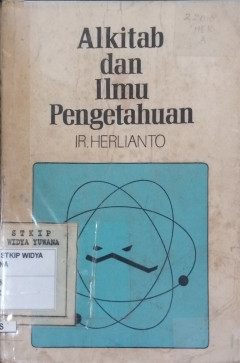 Alkitab
dan
Ilmu
Pengetahuan
IR. HERLIANTO
STKIP
WIDYA YUWANA
STKIP WIDYA